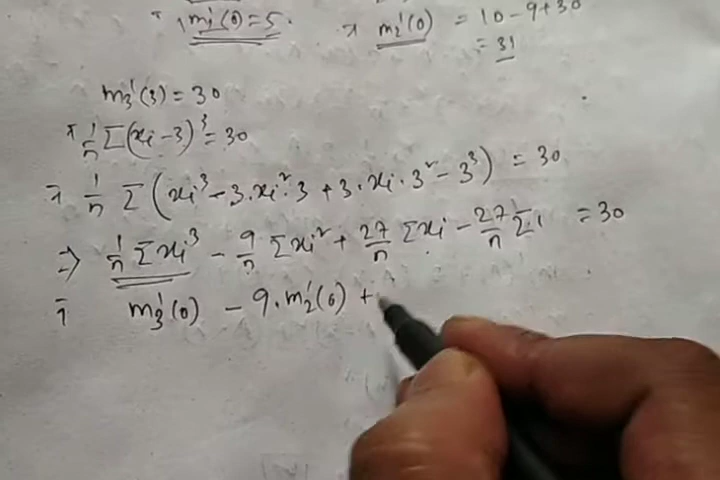 m₁'(0) = 5.
⇒ m₂'(0) = 10 - 9 + 30
= 31
m₃'(3) = 30
⇒ 1/n Σ(xi - 3)³ = 30
⇒ 1/n Σ(xi³ - 3·xi²·3 + 3·xi·3² - 3³) = 30
⇒ 1/n Σxi³ - 9/n Σxi² + 27/n Σxi - 27/n Σ1 = 30
⇒ m₃'(0) - 9·m₂'(0) +